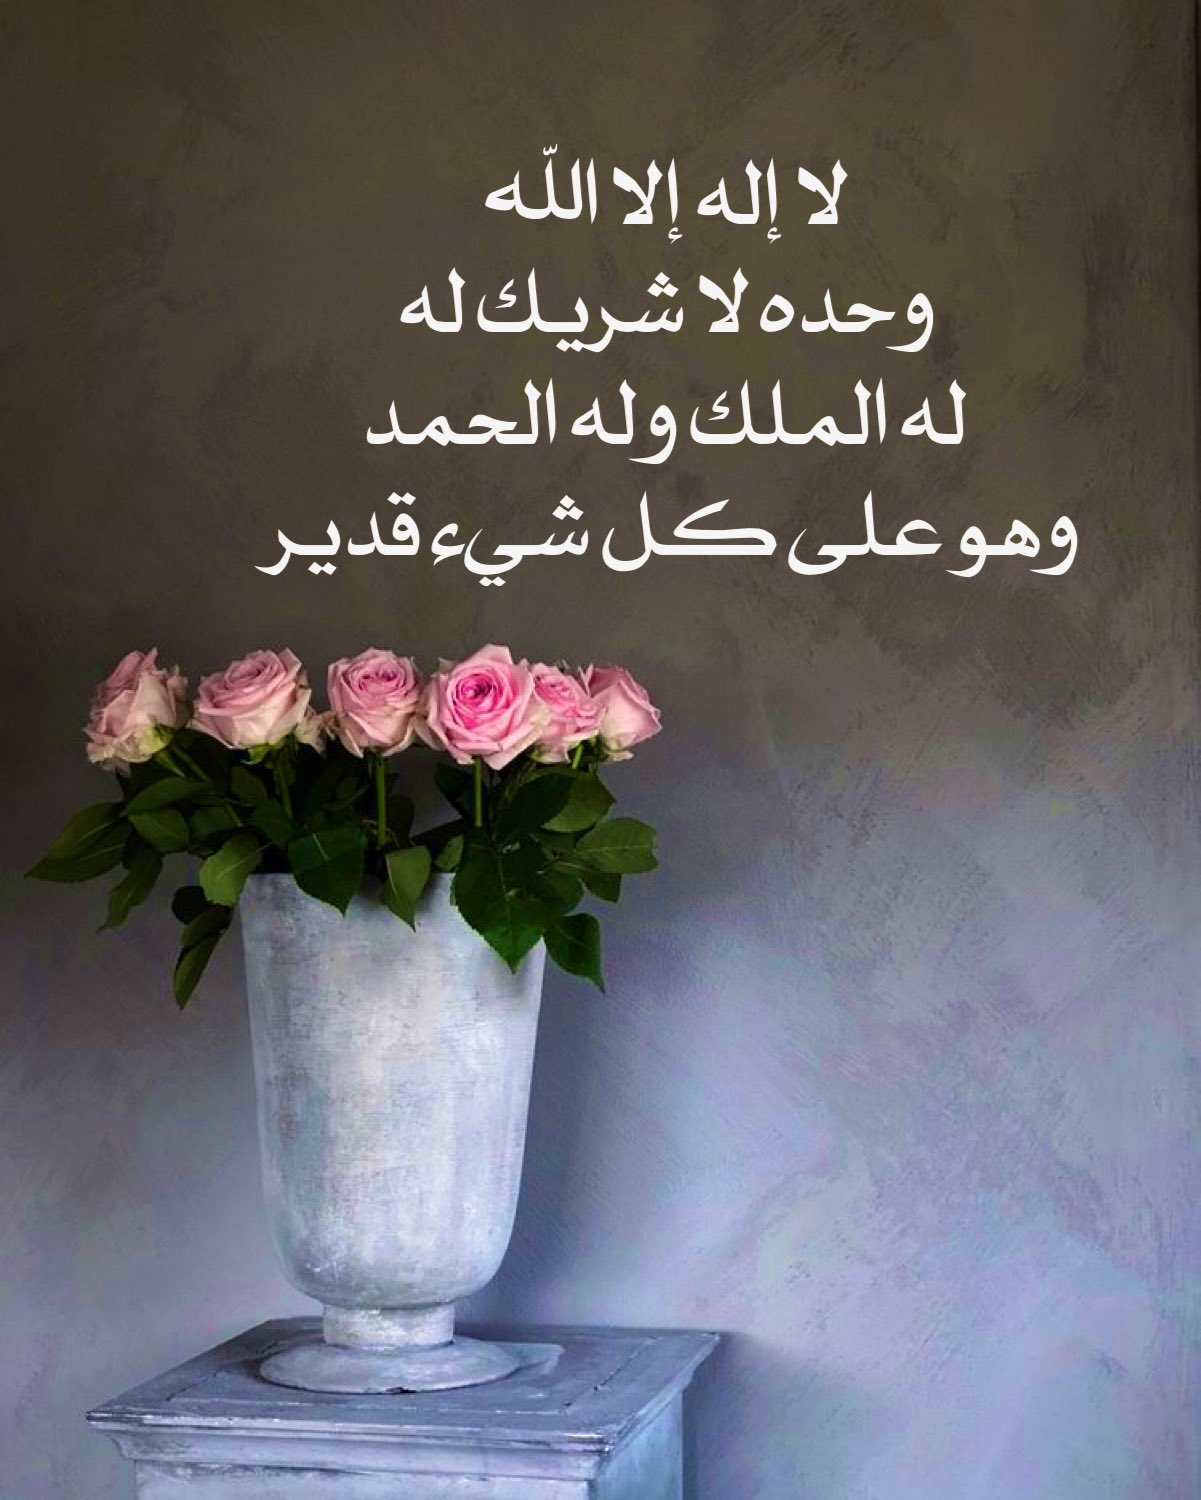 لا إله إلا اللّه
وحده لا شريك له
له الملك وله الحمد
وهو على كل شيء قدير